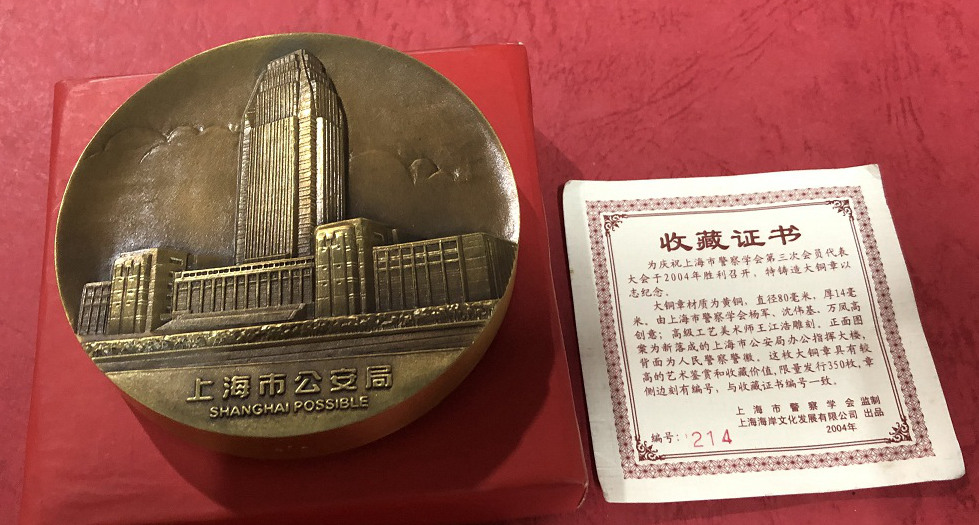 上海市公安局
SHANGHAI POSSIBLE
收藏证书
为庆祝上海市警察学会第三次会员代表
大会于2004年胜利召开，特铸造大铜章以
志纪念。
大铜章材质为黄铜，直径80毫米，厚14毫
米。由上海市警察学会杨军、沈伟基、万凤高
创意；高级工艺美术师王江浩雕刻。正面图
案为新落成的上海市公安局办公指挥大楼，
背面为人民警察警徽。这枚大铜章具有较
高的艺术鉴赏和收藏价值，限量发行350枚，章
侧边刻有编号，与收藏证书编号一致。
上海市警察学会 监制
上海海岸文化发展有限公司 出品
2004年
编号：214